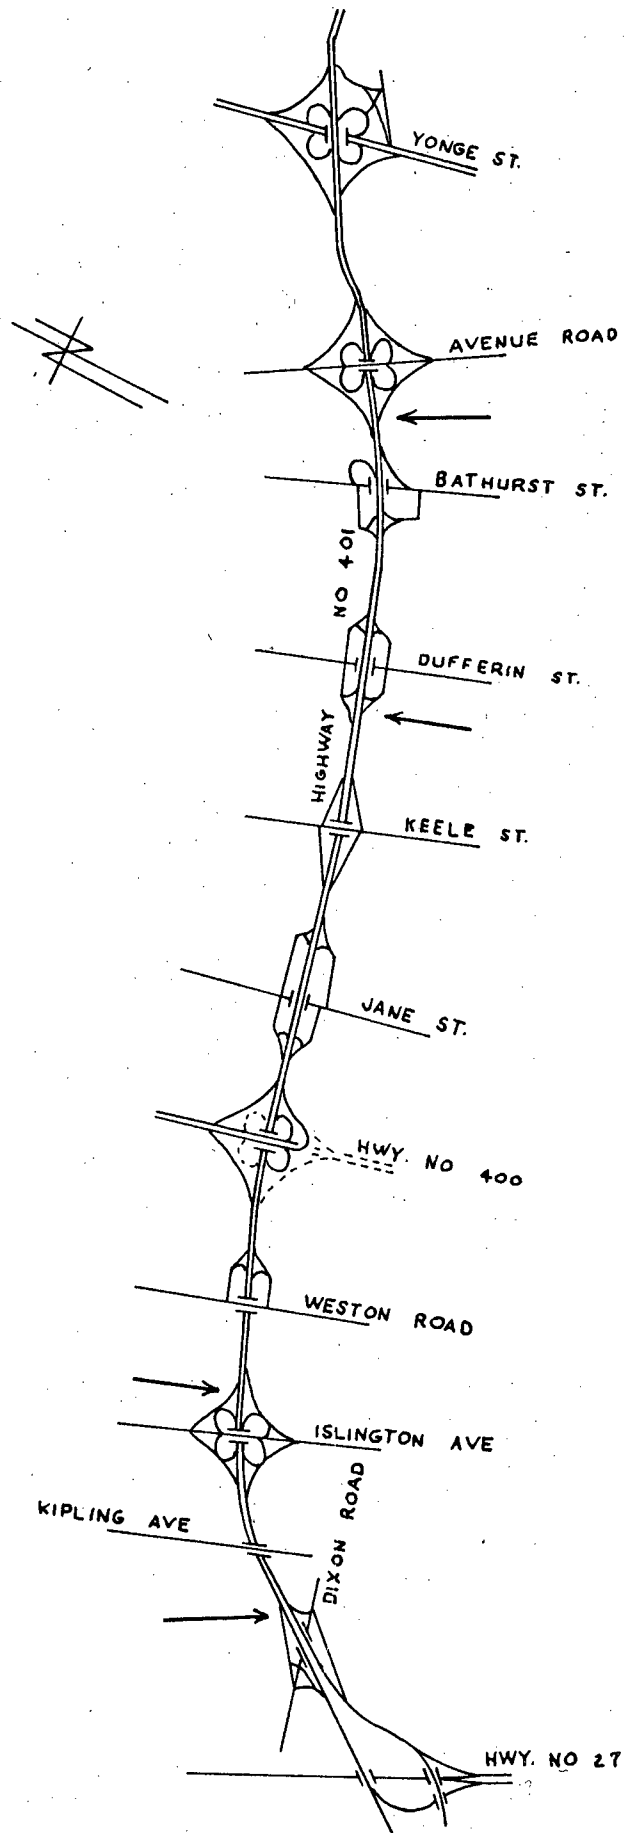 YONGE ST.
AVENUE ROAD
BATHURST ST.
NO 401
DUFFERIN ST.
HIGHWAY
KEELE ST.
JANE ST.
HWY. NO 400
WESTON ROAD
ISLINGTON AVE
KIPLING AVE
DIXON ROAD
HWY. NO 27